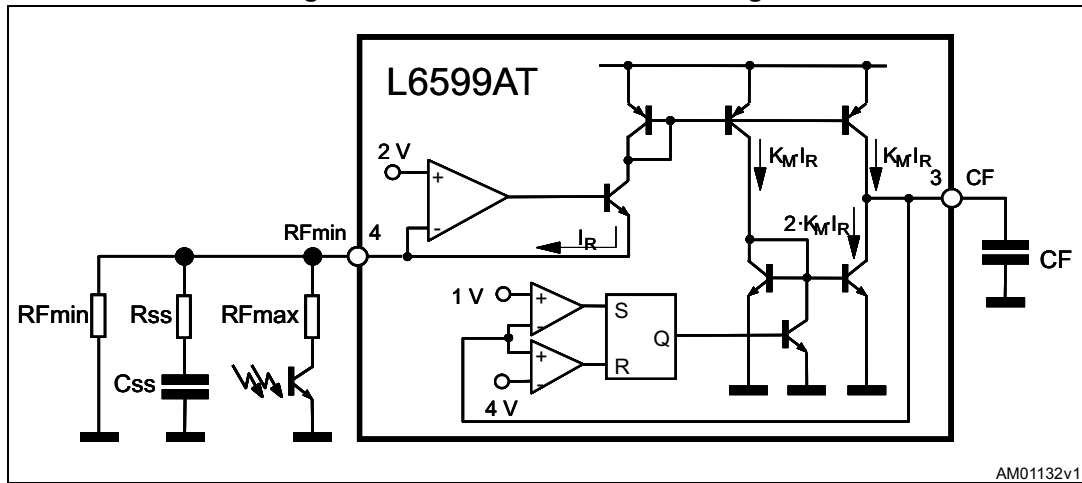 L6599AT
2 V
+
-
K_M·I_R
K_M·I_R
3
CF
RFmin
4
I_R
2·K_M·I_R
CF
1 V
+
-
S
RFmin
Rss
RFmax
Q
+
-
R
Css
4 V
AM01132v1